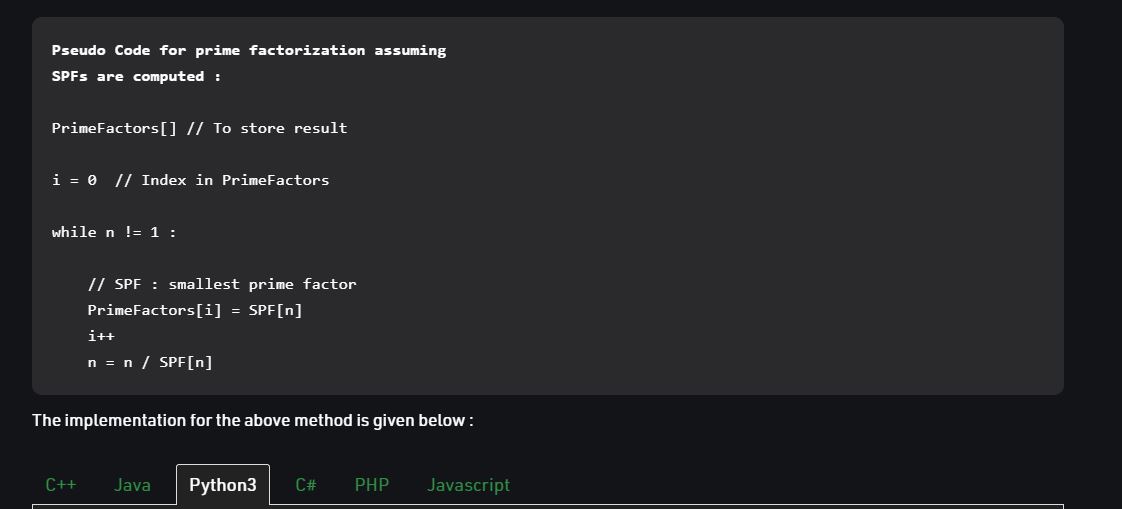 Pseudo Code for prime factorization assuming
SPFs are computed :
PrimeFactors[] // To store result
i = 0  // Index in PrimeFactors
while n != 1 :
    // SPF : smallest prime factor
    PrimeFactors[i] = SPF[n]
    i++
    n = n / SPF[n]
The implementation for the above method is given below :
C++ Java Python3 C# PHP Javascript